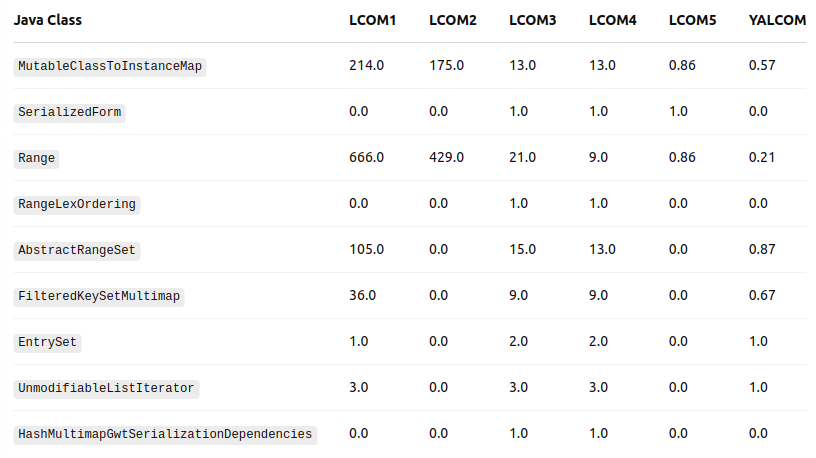 Java Class LCOM1 LCOM2 LCOM3 LCOM4 LCOM5 YALCOM
MutableClassToInstanceMap 214.0 175.0 13.0 13.0 0.86 0.57
SerializedForm 0.0 0.0 1.0 1.0 1.0 0.0
Range 666.0 429.0 21.0 9.0 0.86 0.21
RangeLexOrdering 0.0 0.0 1.0 1.0 0.0 0.0
AbstractRangeSet 105.0 0.0 15.0 13.0 0.0 0.87
FilteredKeySetMultimap 36.0 0.0 9.0 9.0 0.0 0.67
EntrySet 1.0 0.0 2.0 2.0 0.0 1.0
UnmodifiableListIterator 3.0 0.0 3.0 3.0 0.0 1.0
HashMultimapGwtSerializationDependencies 0.0 0.0 1.0 1.0 0.0 0.0